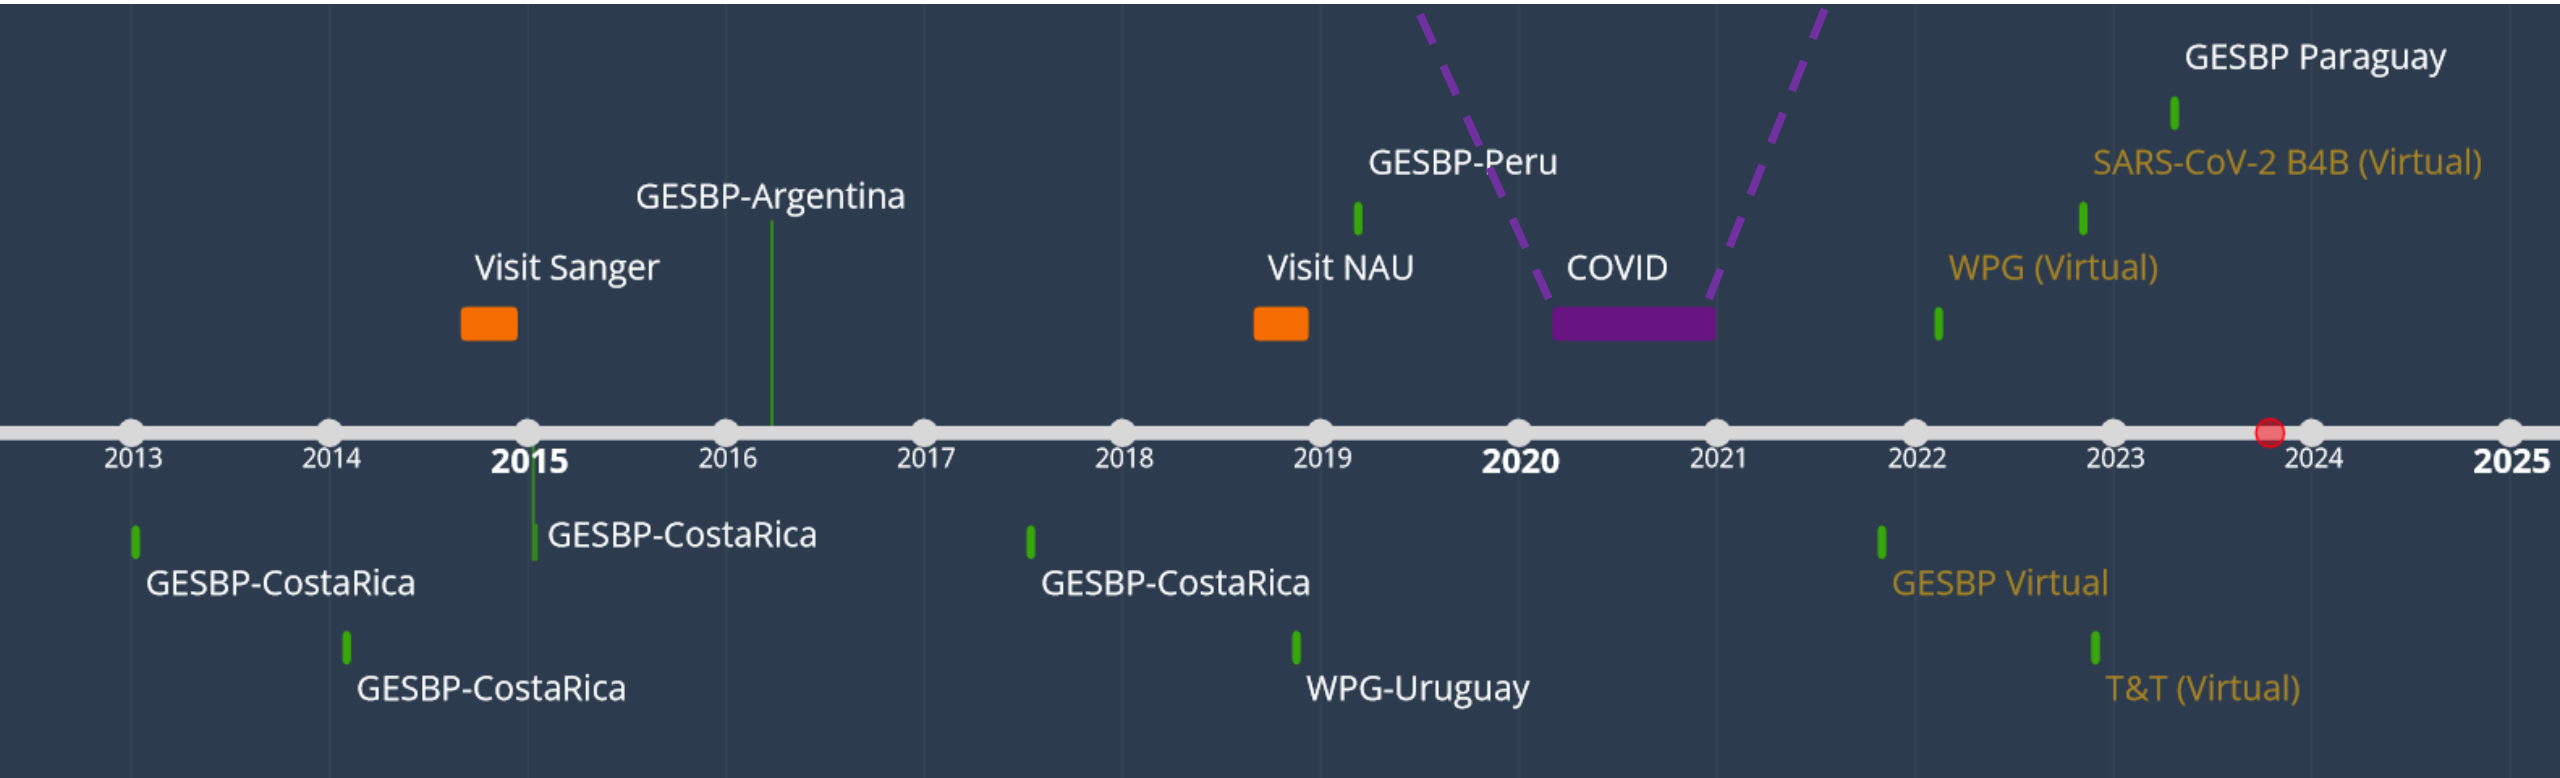 GESBP Paraguay
GESBP-Peru
SARS-CoV-2 B4B (Virtual)
GESBP-Argentina
Visit Sanger
Visit NAU
COVID
WPG (Virtual)
2013
2014
2015
2016
2017
2018
2019
2020
2021
2022
2023
2024
2025
GESBP-CostaRica
GESBP-CostaRica
GESBP-CostaRica
GESBP Virtual
GESBP-CostaRica
WPG-Uruguay
T&T (Virtual)